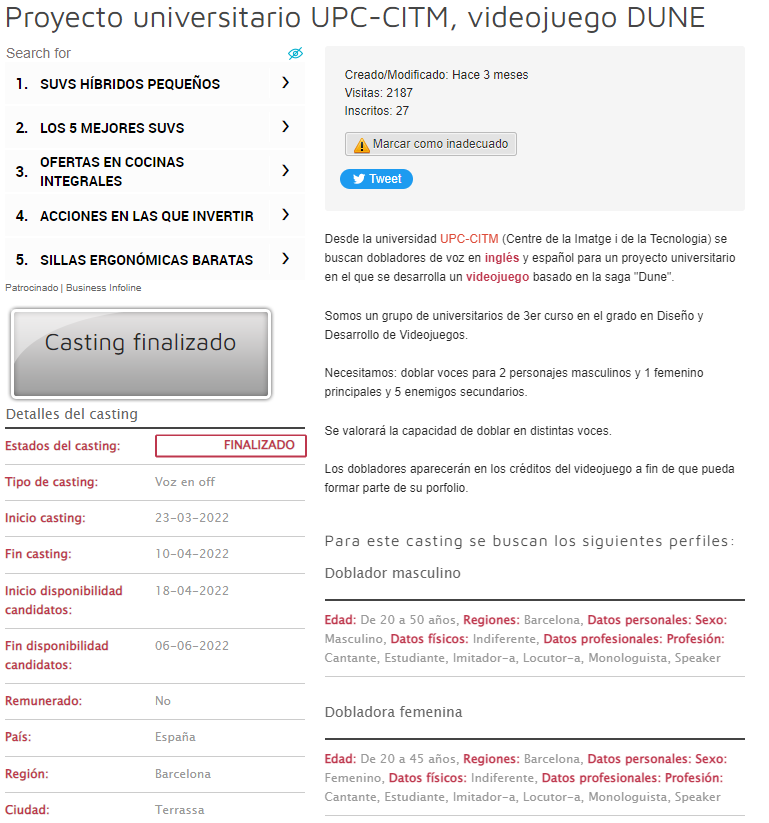 Proyecto universitario UPC-CITM, videojuego DUNE
Search for
1. SUVS HÍBRIDOS PEQUEÑOS
2. LOS 5 MEJORES SUVS
3. OFERTAS EN COCINAS
INTEGRALES
4. ACCIONES EN LAS QUE INVERTIR
5. SILLAS ERGONÓMICAS BARATAS
Patrocinado | Business Infoline
Casting finalizado
Detalles del casting
Estados del casting: FINALIZADO
Tipo de casting: Voz en off
Inicio casting: 23-03-2022
Fin casting: 10-04-2022
Inicio disponibilidad 18-04-2022
candidatos:
Fin disponibilidad 06-06-2022
candidatos:
Remunerado: No
País: España
Región: Barcelona
Ciudad: Terrassa
Creado/Modificado: Hace 3 meses
Visitas: 2187
Inscritos: 27
Marcar como inadecuado
Tweet
Desde la universidad UPC-CITM (Centre de la Imatge i de la Tecnologia) se
buscan dobladores de voz en inglés y español para un proyecto universitario
en el que se desarrolla un videojuego basado en la saga "Dune".
Somos un grupo de universitarios de 3er curso en el grado en Diseño y
Desarrollo de Videojuegos.
Necesitamos: doblar voces para 2 personajes masculinos y 1 femenino
principales y 5 enemigos secundarios.
Se valorará la capacidad de doblar en distintas voces.
Los dobladores aparecerán en los créditos del videojuego a fin de que pueda
formar parte de su porfolio.
Para este casting se buscan los siguientes perfiles:
Doblador masculino
Edad: De 20 a 50 años, Regiones: Barcelona, Datos personales: Sexo:
Masculino, Datos físicos: Indiferente, Datos profesionales: Profesión:
Cantante, Estudiante, Imitador-a, Locutor-a, Monologuista, Speaker
Dobladora femenina
Edad: De 20 a 45 años, Regiones: Barcelona, Datos personales: Sexo:
Femenino, Datos físicos: Indiferente, Datos profesionales: Profesión:
Cantante, Estudiante, Imitador-a, Locutor-a, Monologuista, Speaker